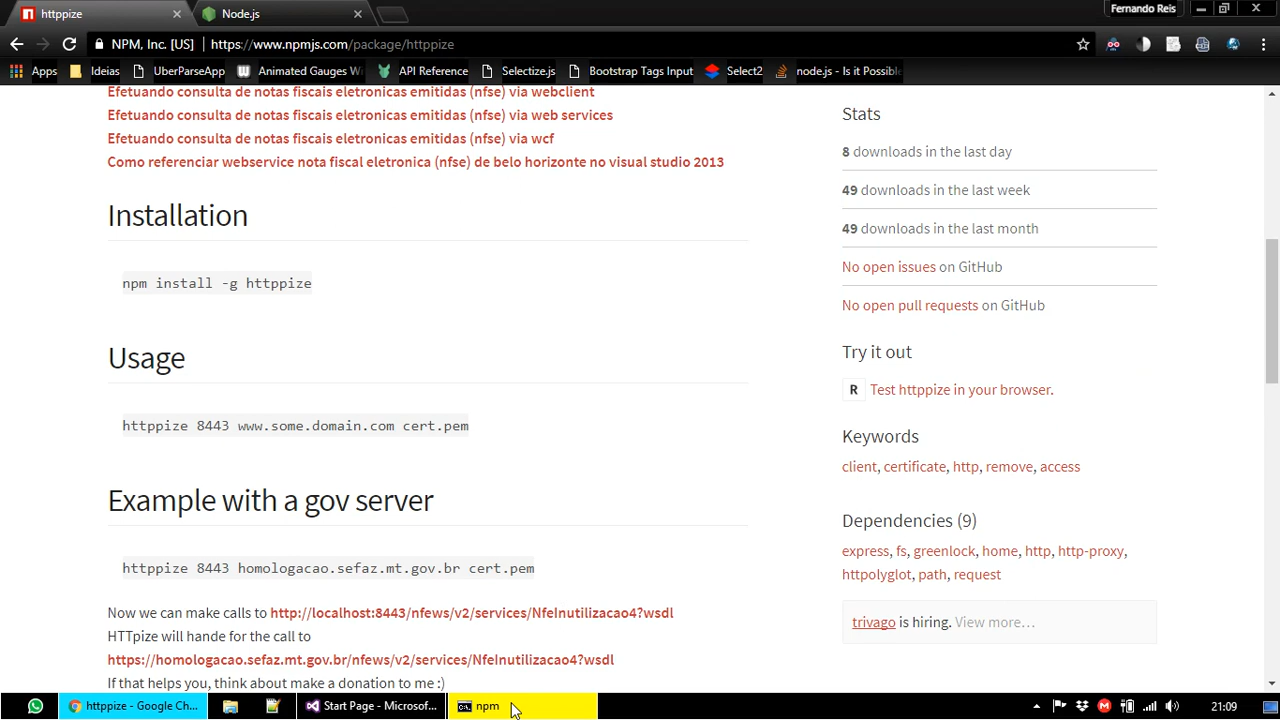 httppize
Node.js
Fernando Reis
NPM, Inc. [US]
https://www.npmjs.com/package/httppize
Apps
Ideias
UberParseApp
Animated Gauges Wi
API Reference
Selectize.js
Bootstrap Tags Input
Select2
node.js - Is it Possible
Efetuando consulta de notas fiscais eletronicas emitidas (nfse) via webclient
Efetuando consulta de notas fiscais eletronicas emitidas (nfse) via web services
Efetuando consulta de notas fiscais eletronicas emitidas (nfse) via wcf
Como referenciar webservice nota fiscal eletronica (nfse) de belo horizonte no visual studio 2013
Installation
npm install -g httppize
Usage
httppize 8443 www.some.domain.com cert.pem
Example with a gov server
httppize 8443 homologacao.sefaz.mt.gov.br cert.pem
Now we can make calls to http://localhost:8443/nfews/v2/services/NfeInutilizacao4?wsdl
HTTpize will hande for the call to
https://homologacao.sefaz.mt.gov.br/nfews/v2/services/NfeInutilizacao4?wsdl
If that helps you, think about make a donation to me :)
Stats
8 downloads in the last day
49 downloads in the last week
49 downloads in the last month
No open issues on GitHub
No open pull requests on GitHub
Try it out
R Test httppize in your browser.
Keywords
client, certificate, http, remove, access
Dependencies (9)
express, fs, greenlock, home, http, http-proxy,
httpolyglot, path, request
trivago is hiring. View more…
httppize - Google Ch...
Start Page - Microsof...
npm
21:09